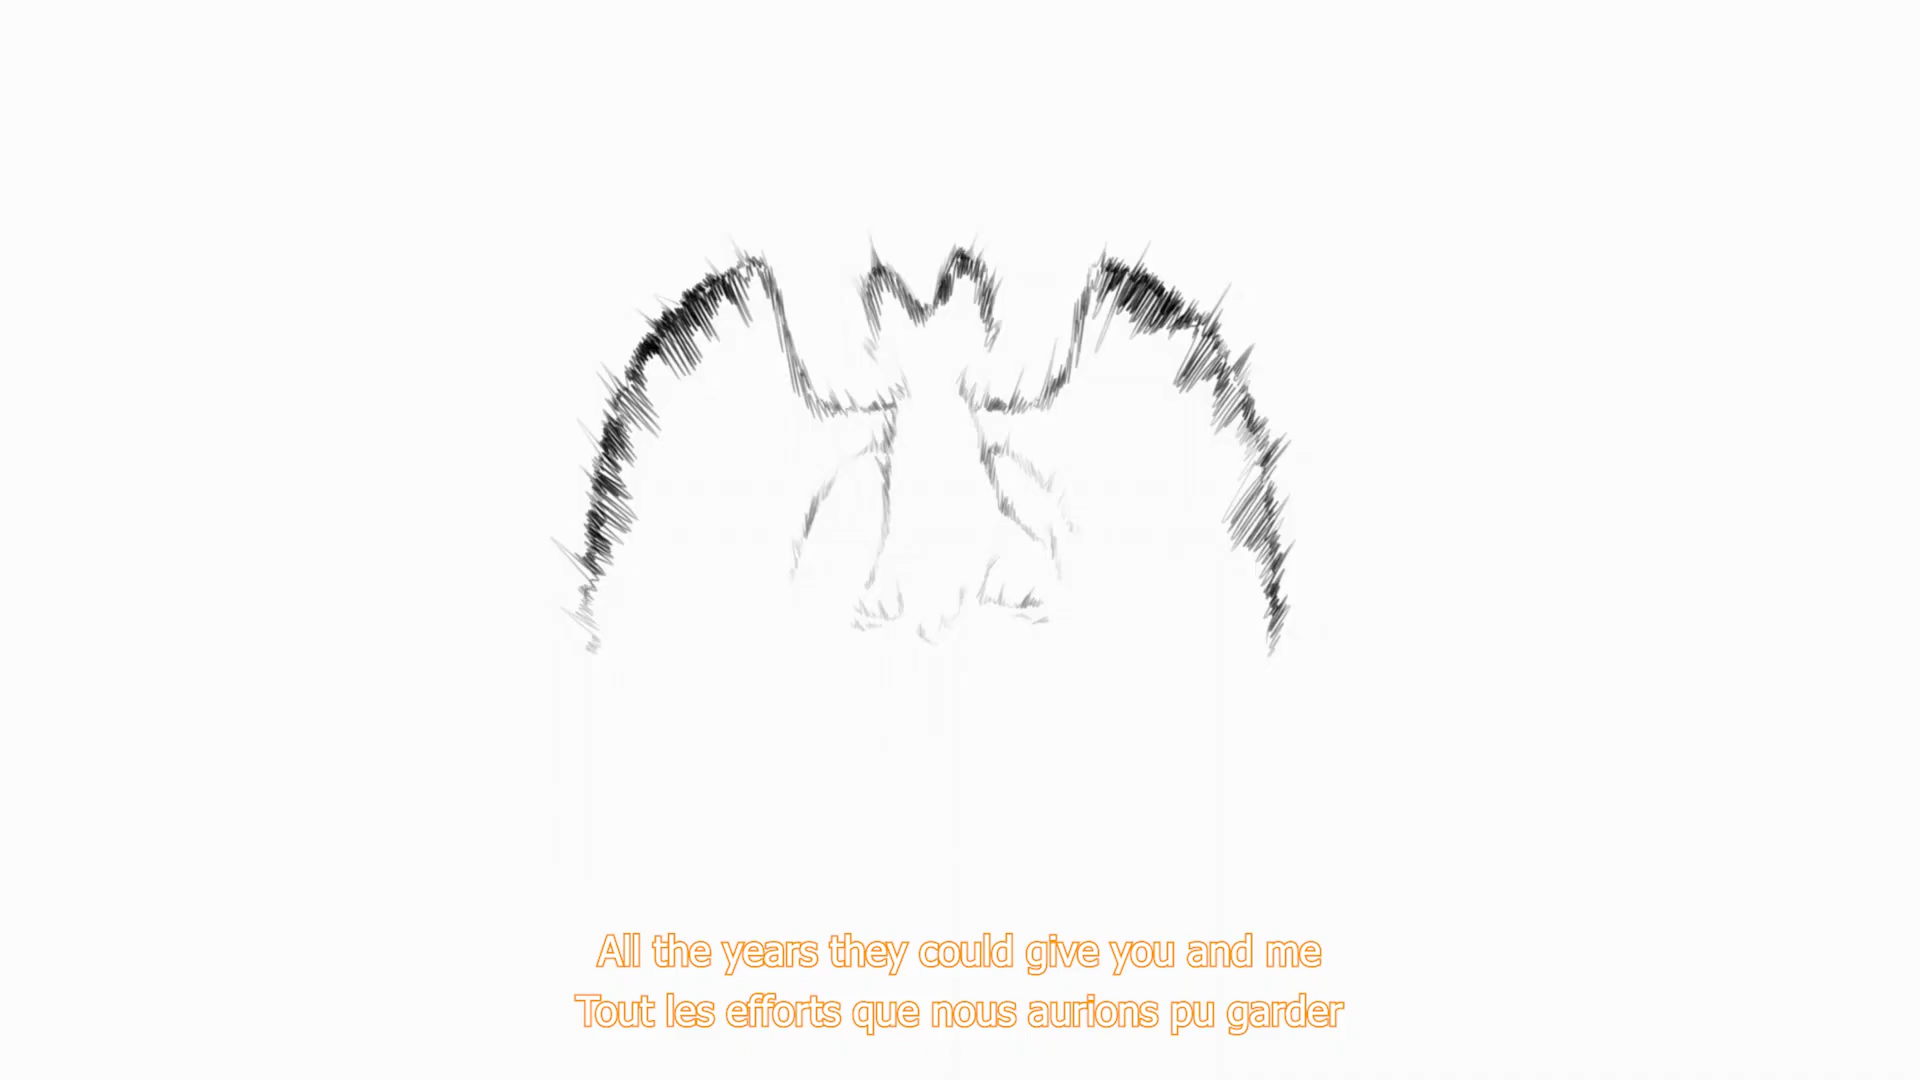 All the years they could give you and me
Tout les efforts que nous aurions pu garder